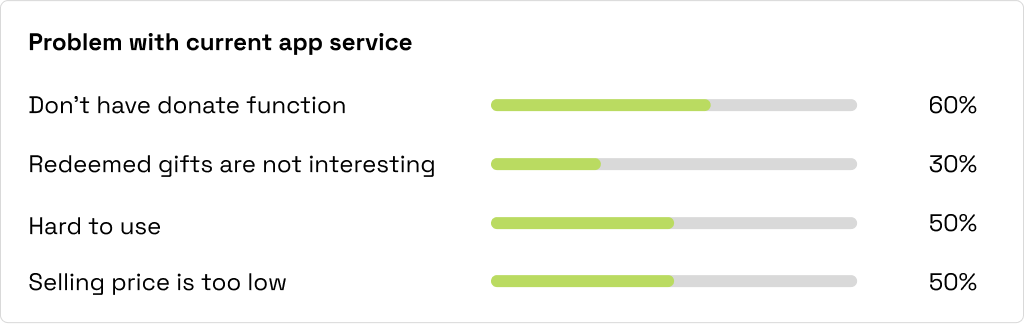 Problem with current app service
Don't have donate function 60%
Redeemed gifts are not interesting 30%
Hard to use 50%
Selling price is too low 50%